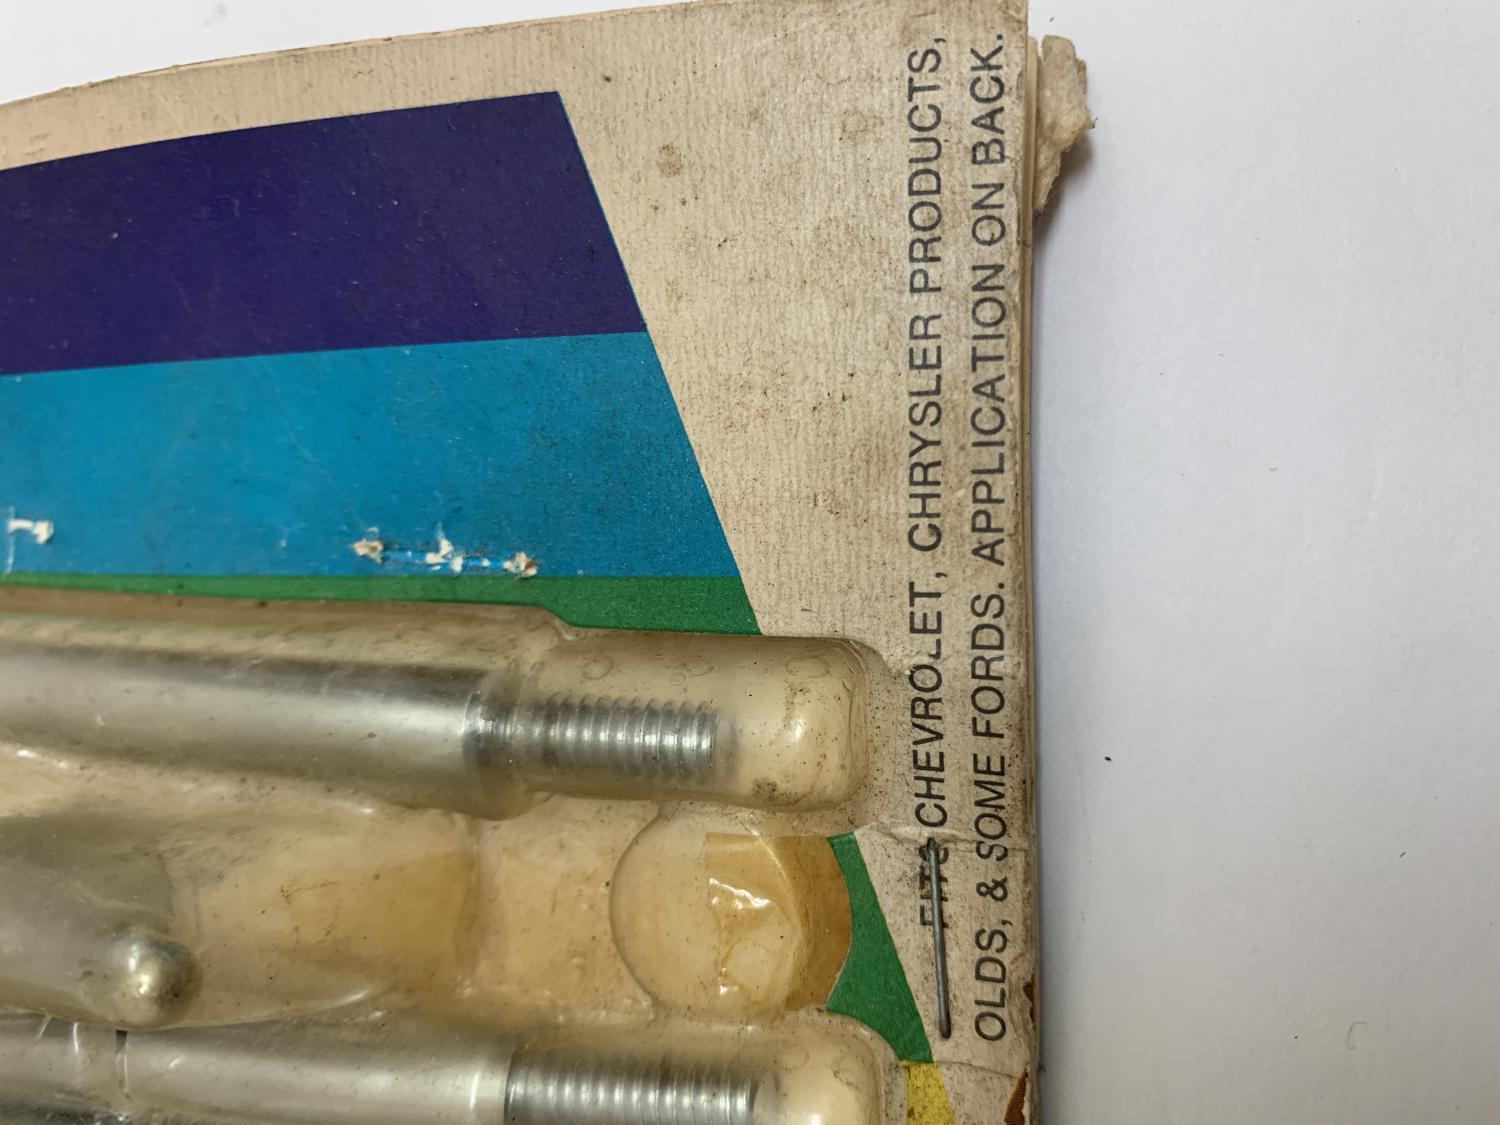 FITS CHEVROLET, CHRYSLER PRODUCTS,
OLDS, & SOME FORDS. APPLICATION ON BACK.